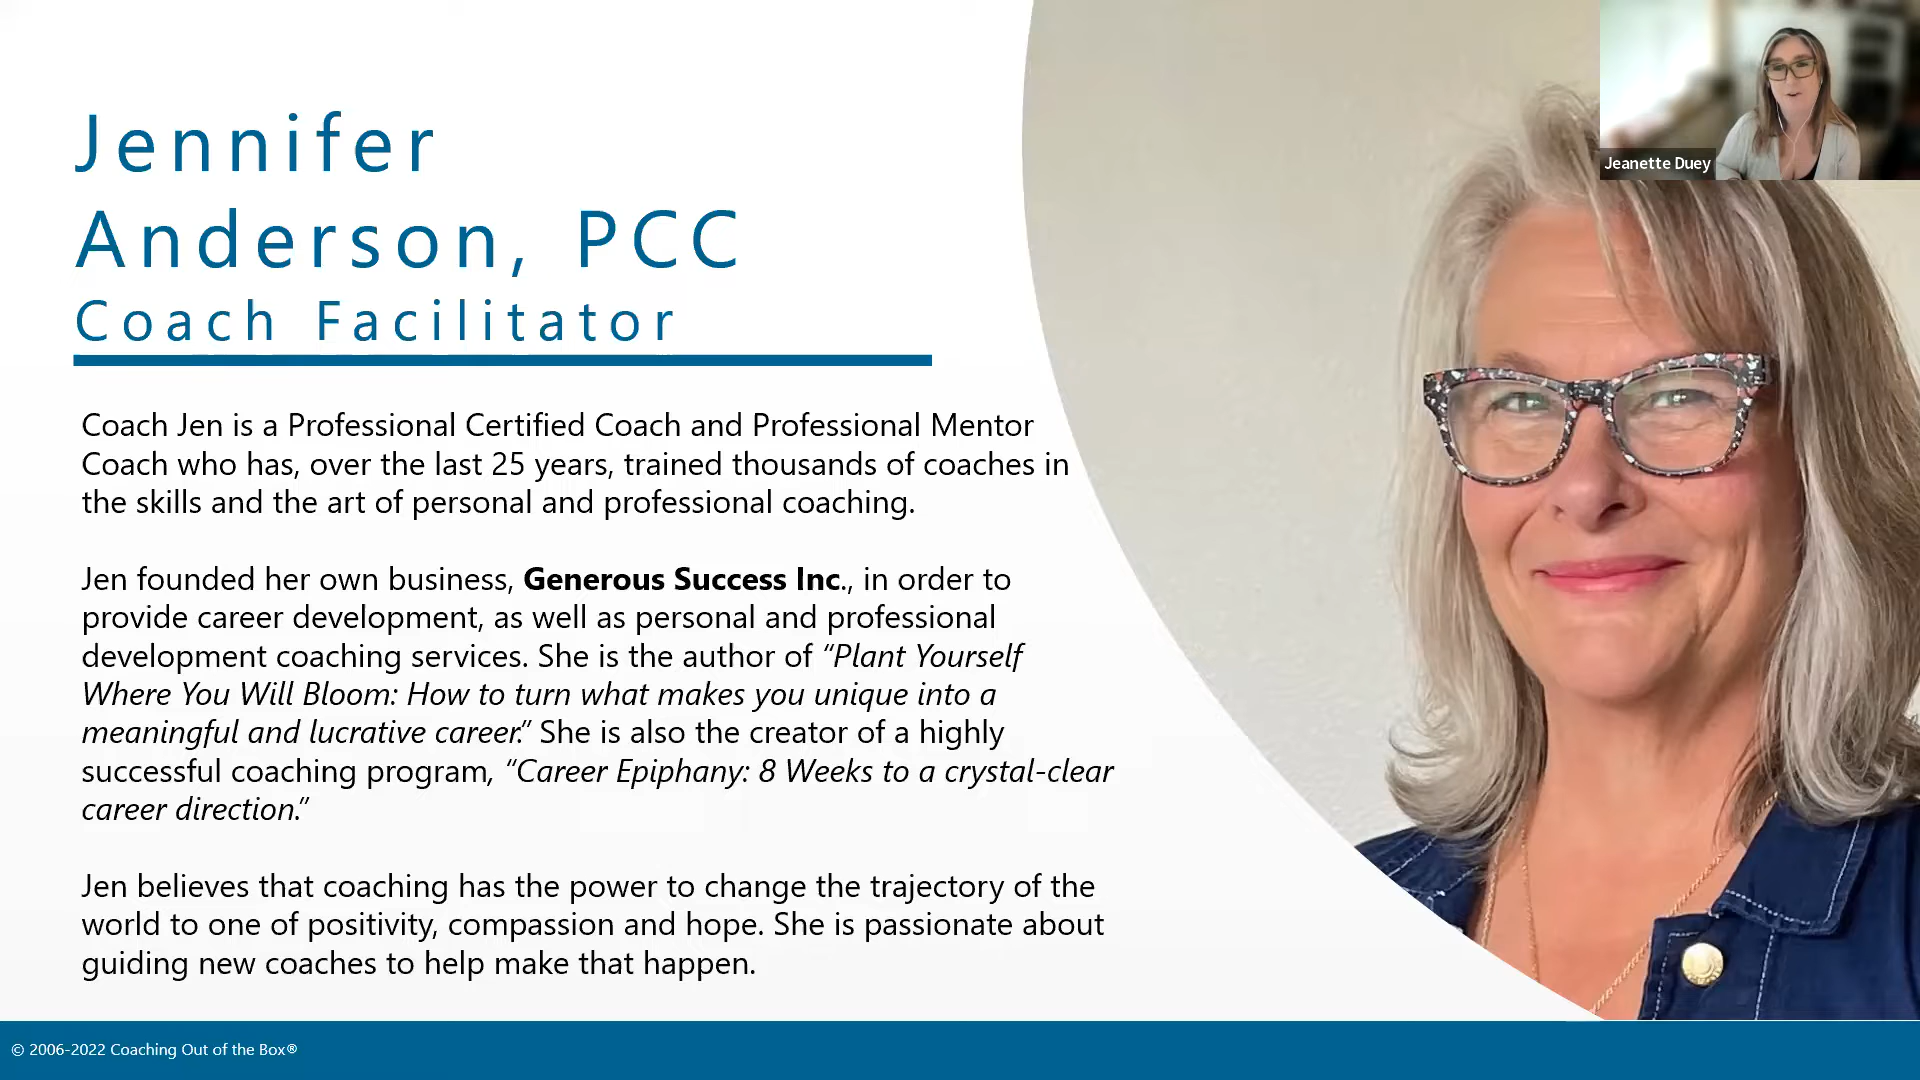 Jennifer
Anderson, PCC
Coach Facilitator
Jeanette Duey
Coach Jen is a Professional Certified Coach and Professional Mentor
Coach who has, over the last 25 years, trained thousands of coaches in
the skills and the art of personal and professional coaching.
Jen founded her own business, Generous Success Inc., in order to
provide career development, as well as personal and professional
development coaching services. She is the author of “Plant Yourself
Where You Will Bloom: How to turn what makes you unique into a
meaningful and lucrative career.” She is also the creator of a highly
successful coaching program, “Career Epiphany: 8 Weeks to a crystal-clear
career direction.”
Jen believes that coaching has the power to change the trajectory of the
world to one of positivity, compassion and hope. She is passionate about
guiding new coaches to help make that happen.
© 2006-2022 Coaching Out of the Box®